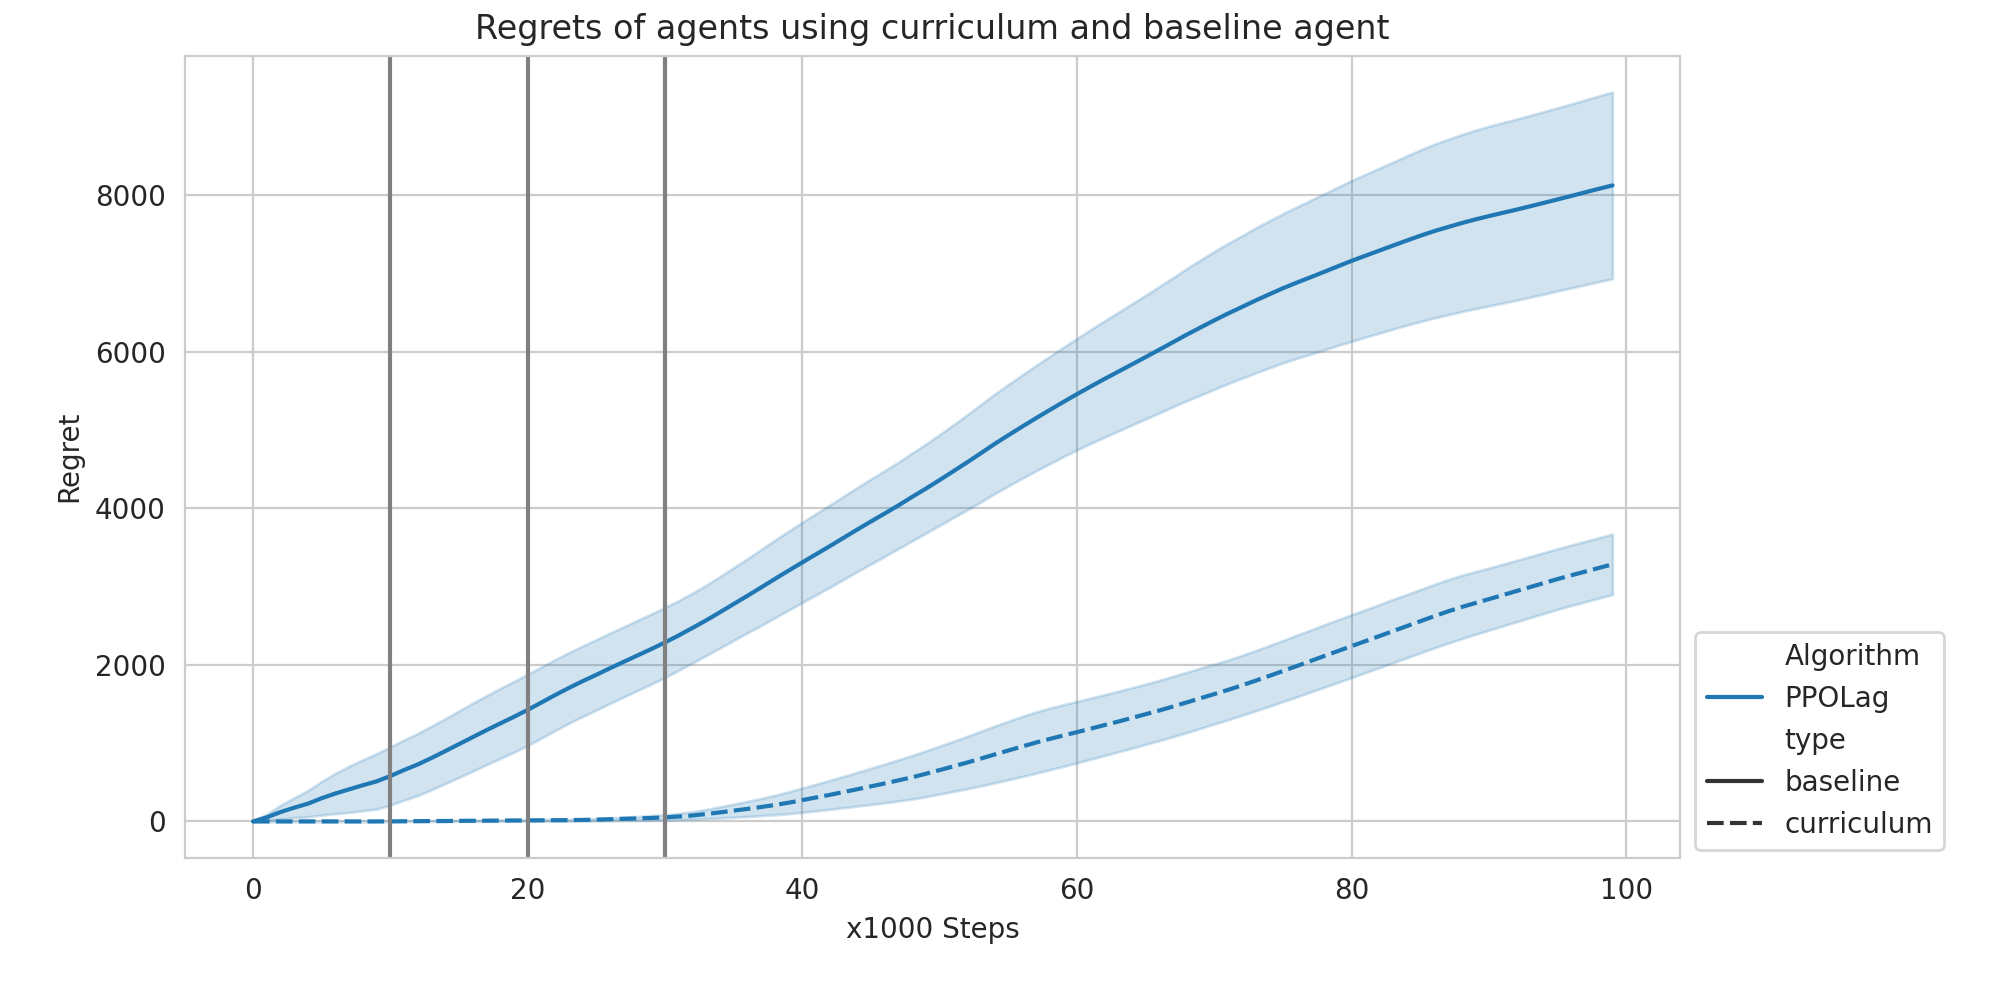 Regrets of agents using curriculum and baseline agent
8000
6000
4000
2000
0
Regret
0 20 40 60 80 100
x1000 Steps
Algorithm
PPOLag
type
baseline
curriculum